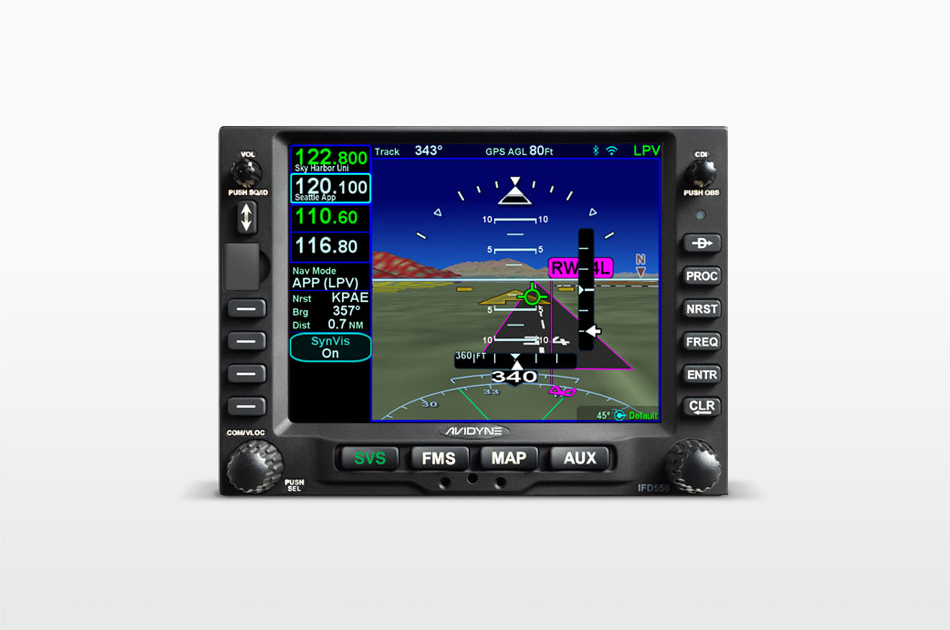 VOL
PUSH SQ/ID
122.800
Sky Harbor Uni
120.100
Seattle App
110.60
116.80
Nav Mode
APP (LPV)
Nrst KPAE
Brg 357°
Dist 0.7 NM
SynVis
On
Track 343° GPS AGL 80Ft LPV
10 10
5 5
N
5 5
10 10
360 FT
340
30
33
45° Default
CDI
PUSH OBS
D
PROC
NRST
FREQ
ENTR
CLR
COM/VLOC
PUSH
SEL
AVIDYNE
SVS FMS MAP AUX
IFD550